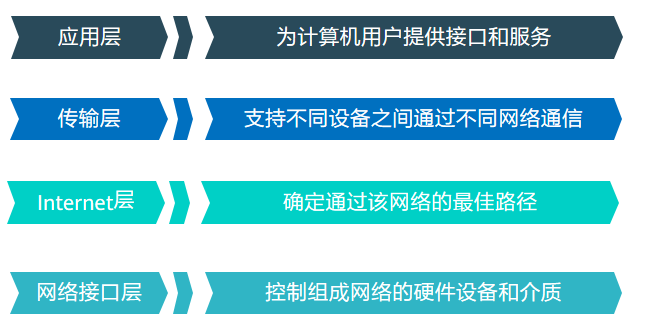 应用层
为计算机用户提供接口和服务
传输层
支持不同设备之间通过不同网络通信
Internet层
确定通过该网络的最佳路径
网络接口层
控制组成网络的硬件设备和介质